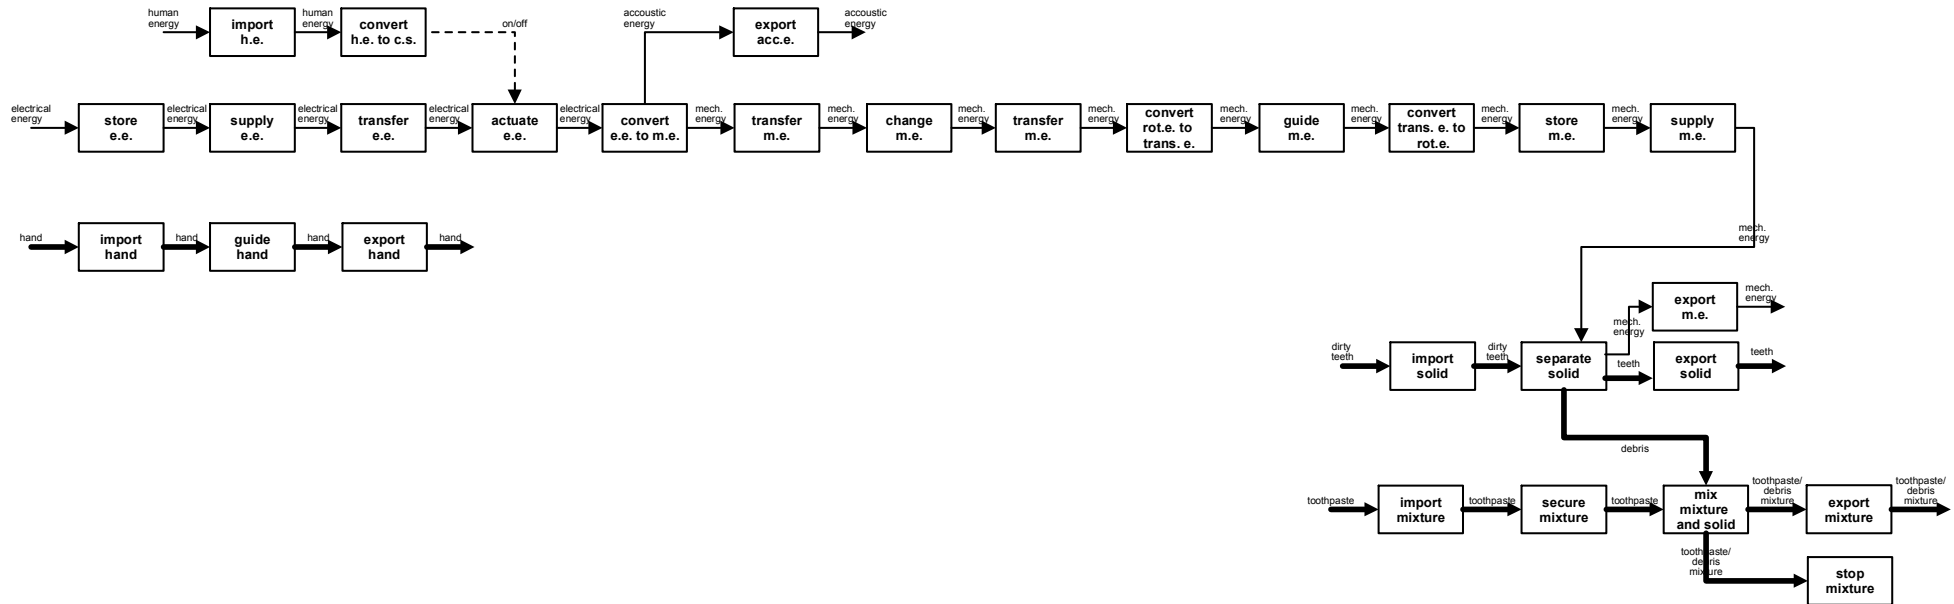 human
energy
import
h.e.
human
energy
convert
h.e. to c.s.
on/off
accoustic
energy
export
acc.e.
accoustic
energy
electrical
energy
store
e.e.
electrical
energy
supply
e.e.
electrical
energy
transfer
e.e.
electrical
energy
actuate
e.e.
electrical
energy
convert
e.e. to m.e.
mech.
energy
transfer
m.e.
mech.
energy
change
m.e.
mech.
energy
transfer
m.e.
mech.
energy
convert
rot.e. to
trans. e.
mech.
energy
guide
m.e.
mech.
energy
convert
trans. e. to
rot.e.
mech.
energy
store
m.e.
mech.
energy
supply
m.e.
mech.
energy
hand
import
hand
hand
guide
hand
hand
export
hand
hand
export
m.e.
mech.
energy
mech.
energy
dirty
teeth
import
solid
dirty
teeth
separate
solid
teeth
export
solid
teeth
debris
toothpaste
import
mixture
toothpaste
secure
mixture
toothpaste
mix
mixture
and solid
toothpaste/
debris
mixture
export
mixture
toothpaste/
debris
mixture
toothpaste/
debris
mixture
stop
mixture